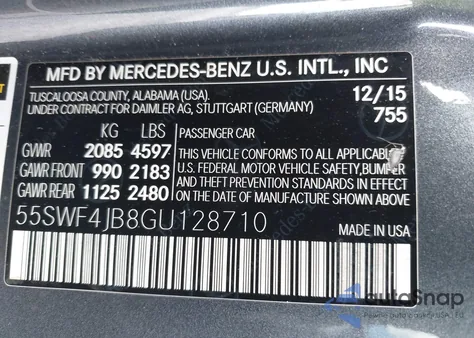 MFD BY MERCEDES-BENZ U.S. INTL., INC
TUSCALOOSA COUNTY, ALABAMA (USA). 12/15
UNDER CONTRACT FOR DAIMLER AG, STUTTGART (GERMANY) 755
KG LBS PASSENGER CAR
GVWR 2085 4597
GAWR FRONT 990 2183
GAWR REAR 1125 2480
THIS VEHICLE CONFORMS TO ALL APPLICABLE
U.S. FEDERAL MOTOR VEHICLE SAFETY, BUMPER,
AND THEFT PREVENTION STANDARDS IN EFFECT ON THE
DATE OF MANUFACTURE SHOWN ABOVE.
55SWF4JB8GU128710
MADE IN USA
autoSnap